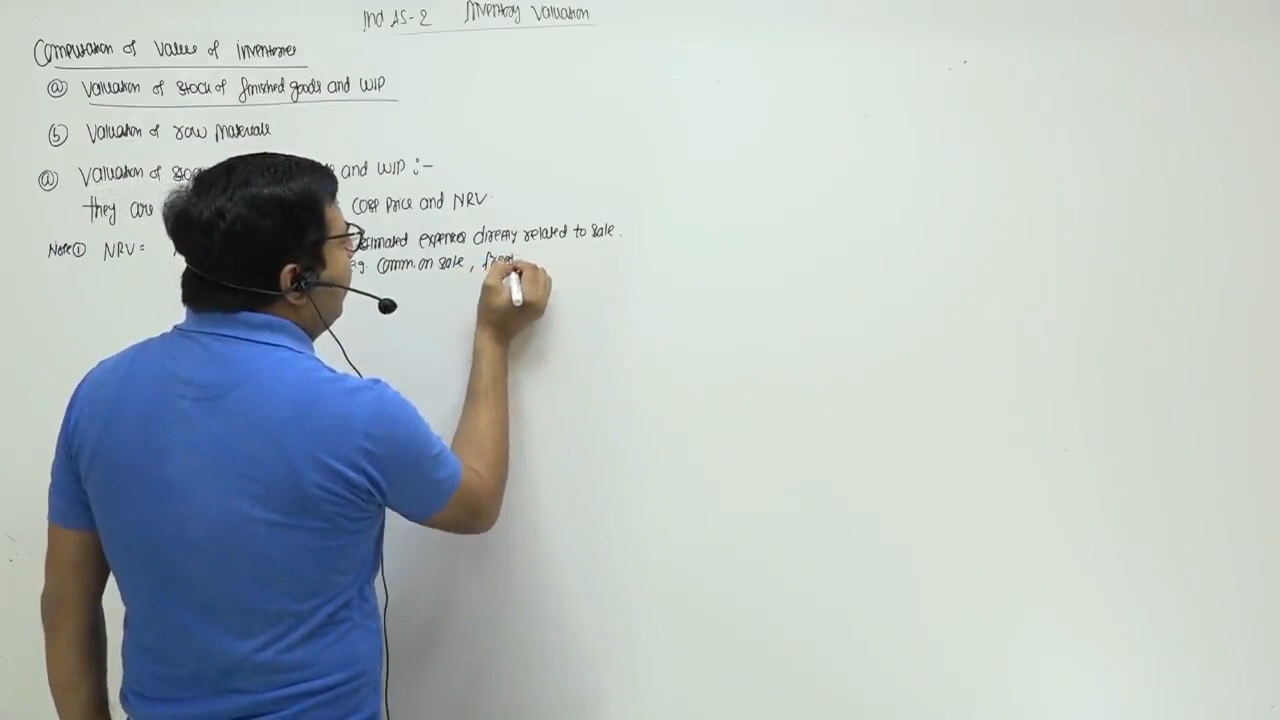 Ind AS-2 Inventory Valuation
Computation of Value of inventories
(a) Valuation of Stock of finished goods and WIP
(b) Valuation of raw materials
(a) Valuation of and WIP :-
they are Cost price and NRV.
Note (1) NRV = estimated expenses directly related to sale.
eg. Comm. on sale,